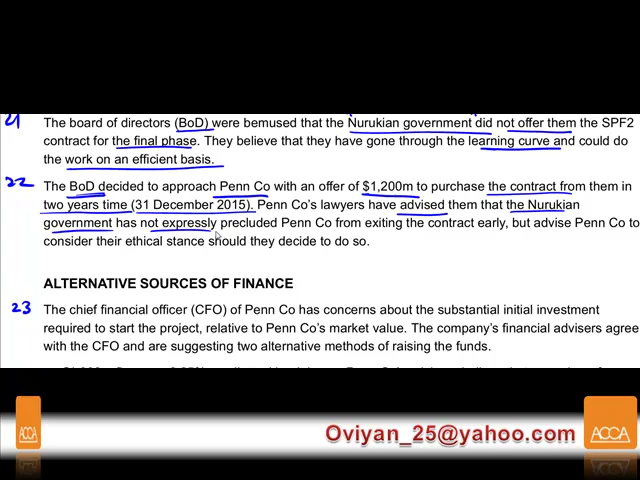 21
The board of directors (BoD) were bemused that the Nurukian government did not offer them the SPF2
contract for the final phase. They believe that they have gone through the learning curve and could do
the work on an efficient basis.
22
The BoD decided to approach Penn Co with an offer of $1,200m to purchase the contract from them in
two years time (31 December 2015). Penn Co's lawyers have advised them that the Nurukian
government has not expressly precluded Penn Co from exiting the contract early, but advise Penn Co to
consider their ethical stance should they decide to do so.
ALTERNATIVE SOURCES OF FINANCE
23
The chief financial officer (CFO) of Penn Co has concerns about the substantial initial investment
required to start the project, relative to Penn Co's market value. The company's financial advisers agree
with the CFO and are suggesting two alternative methods of raising the funds.
Oviyan_25@yahoo.com
ACCA
ACCA